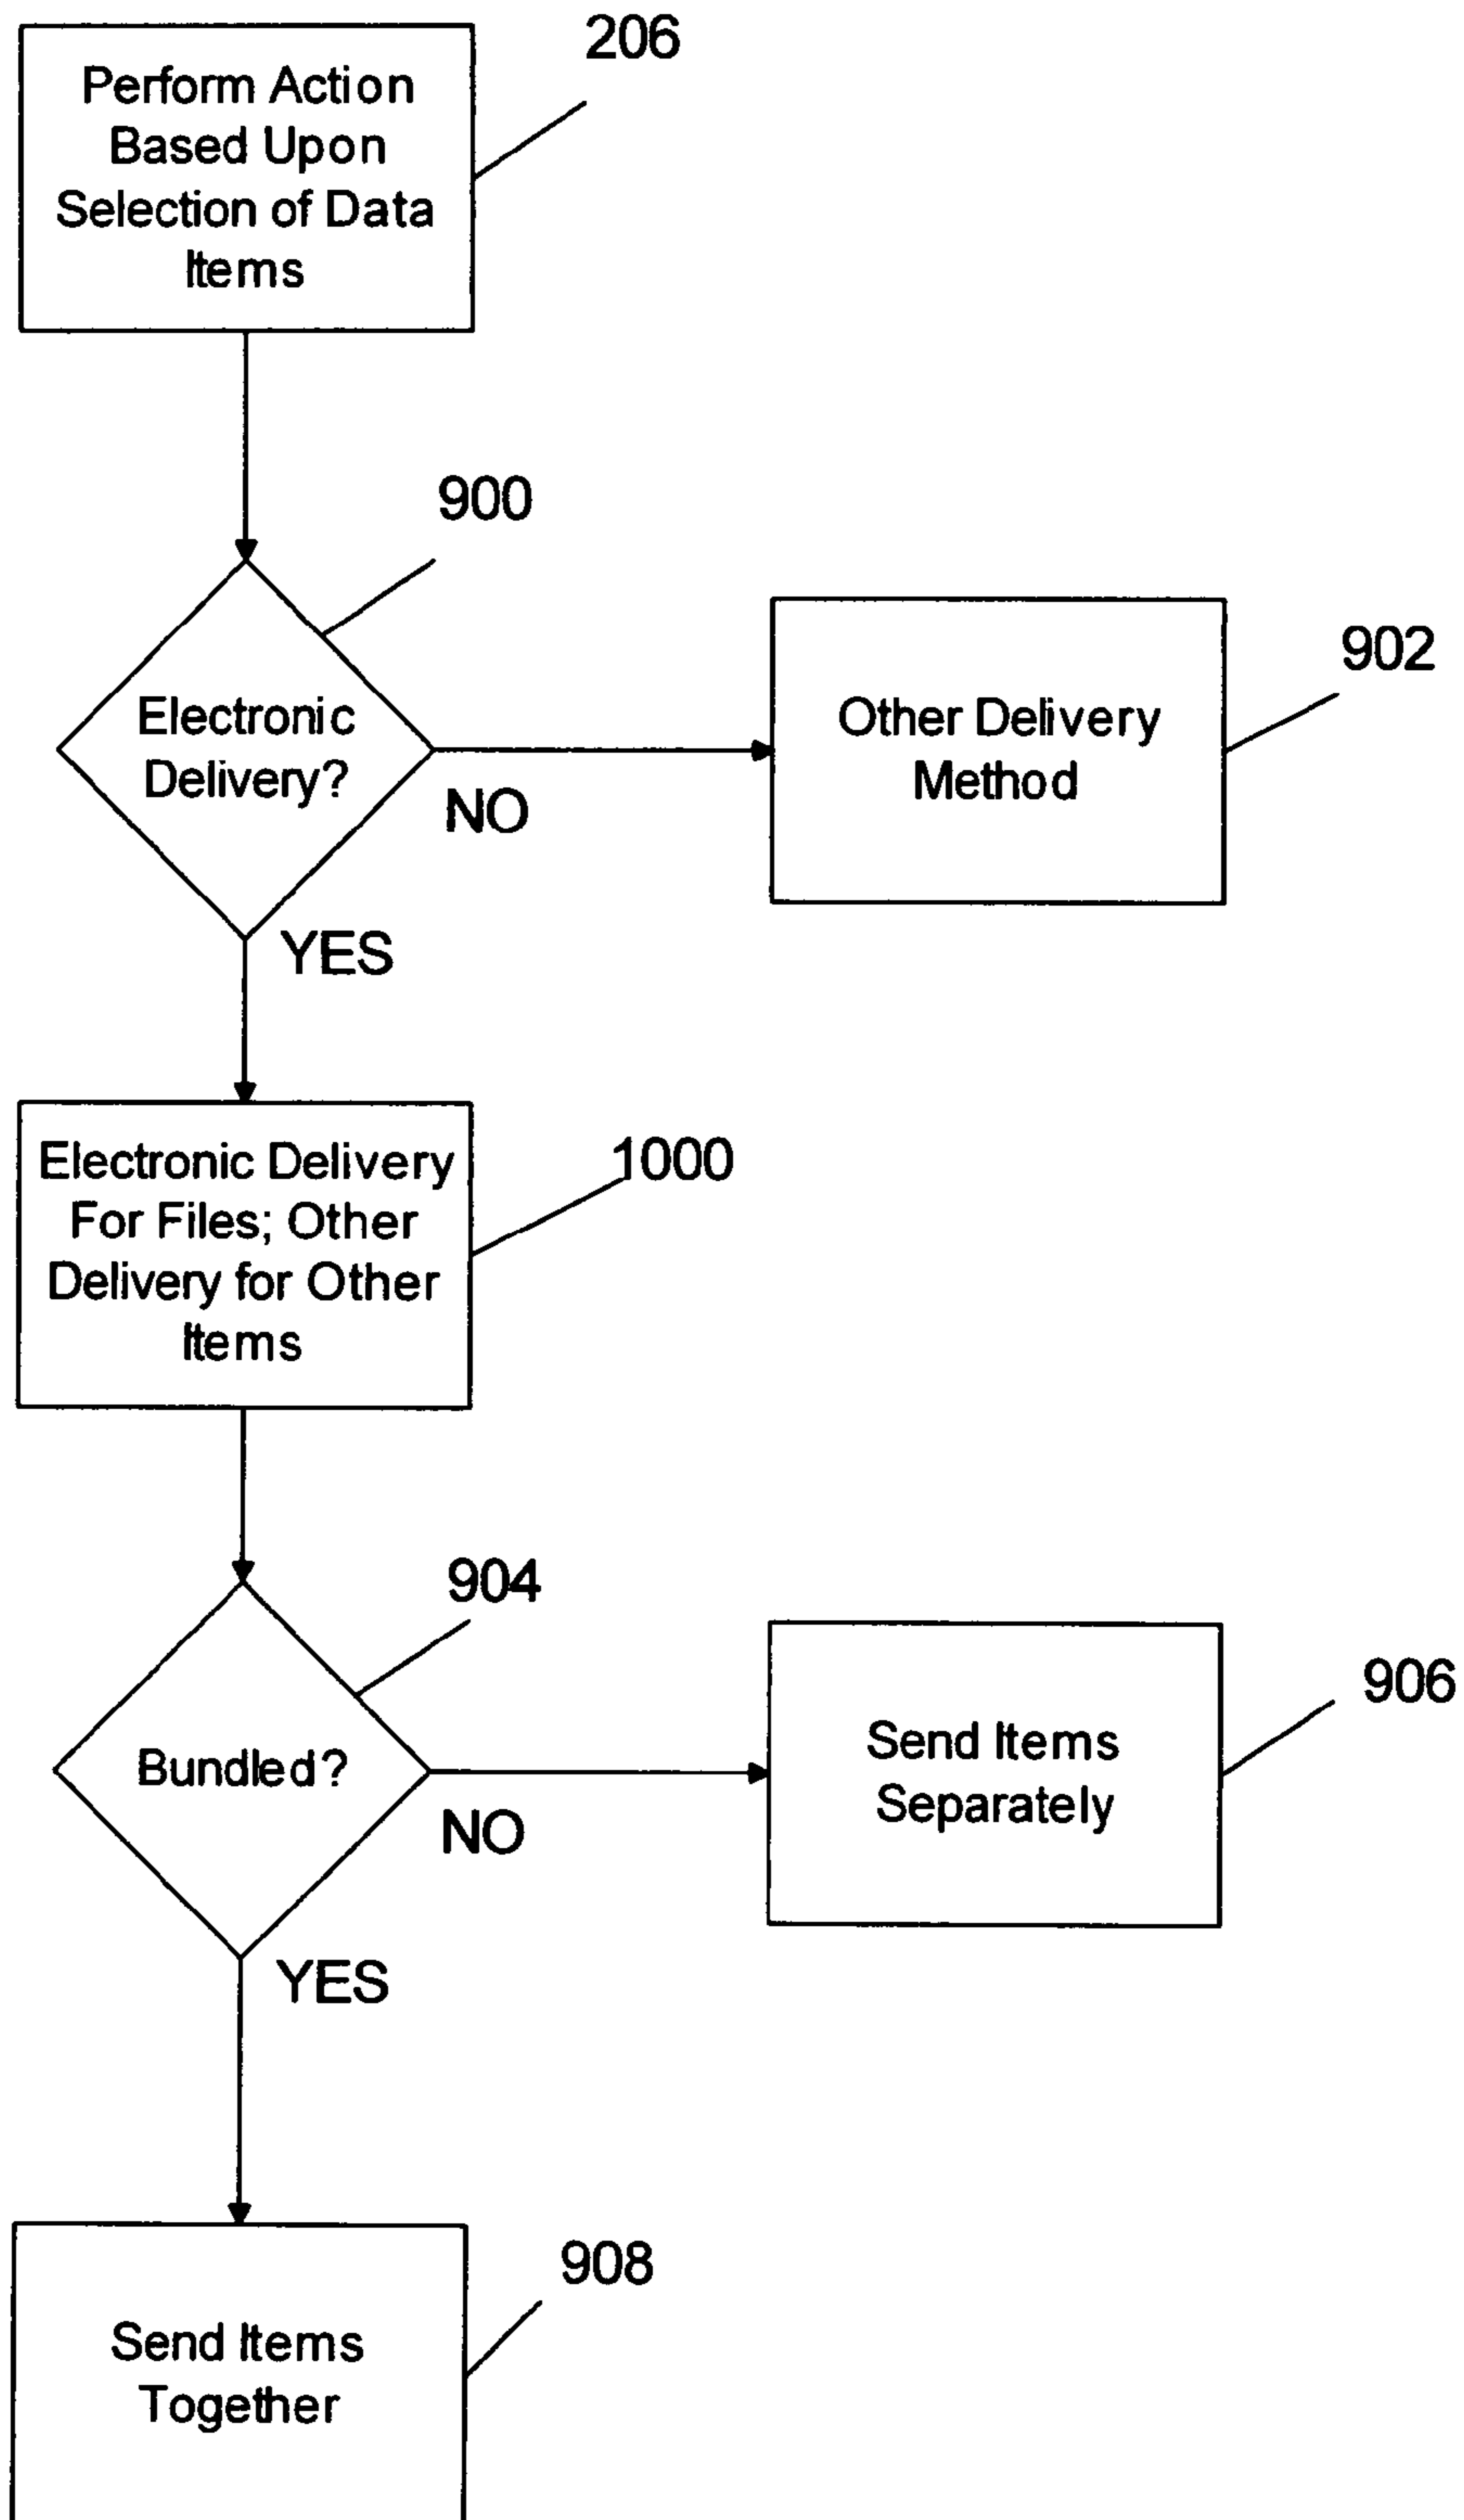 206
Perform Action
Based Upon
Selection of Data
Items
900
Electronic
Delivery?
NO
YES
902
Other Delivery
Method
1000
Electronic Delivery
For Files; Other
Delivery for Other
Items
904
Bundled?
NO
YES
906
Send Items
Separately
908
Send Items
Together